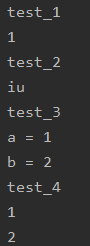 test_1
1
test_2
iu
test_3
a = 1
b = 2
test_4
1
2